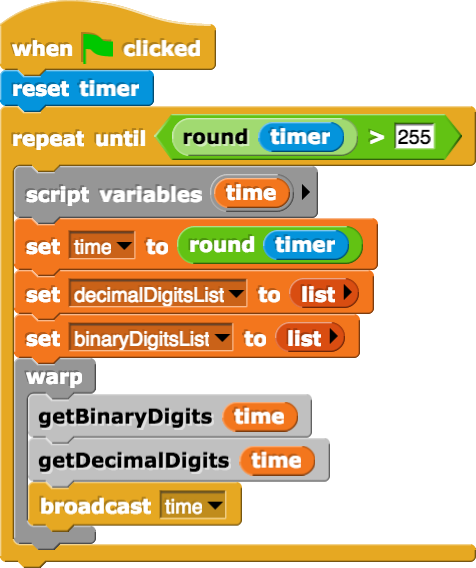 when clicked
reset timer
repeat until round timer > 255
script variables time
set time to round timer
set decimalDigitsList to list
set binaryDigitsList to list
warp
getBinaryDigits time
getDecimalDigits time
broadcast time